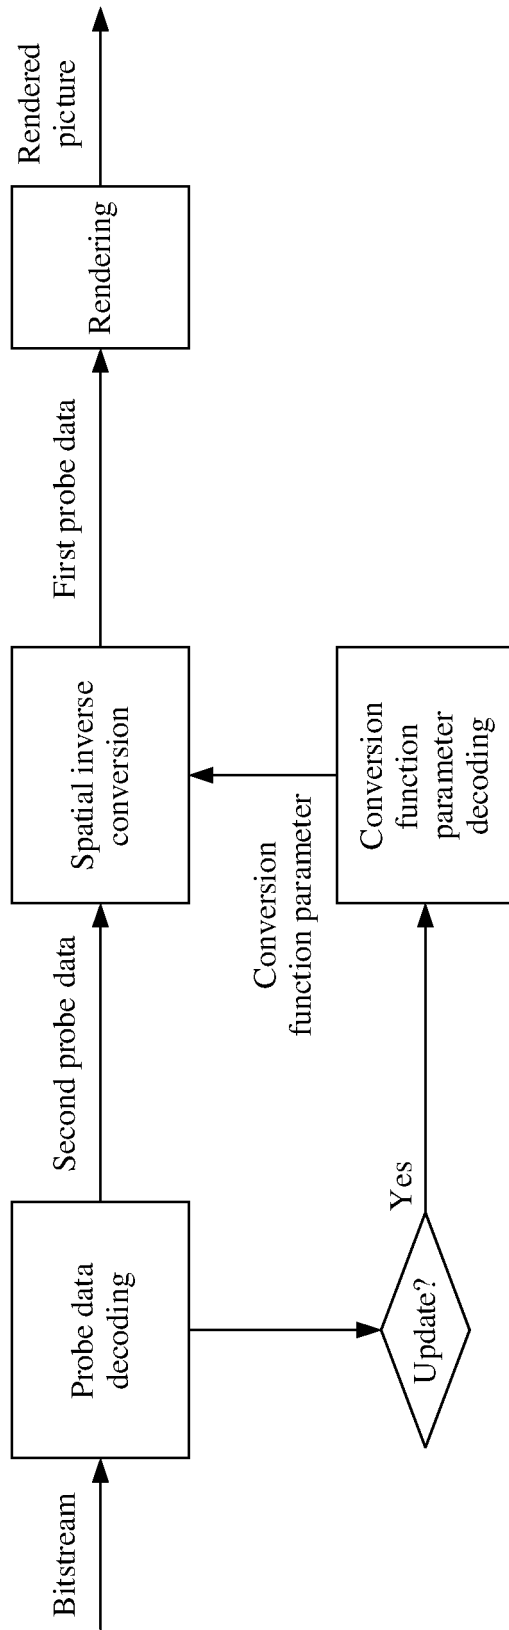 Bitstream
Probe data
decoding
Second probe data
Spatial inverse
conversion
First probe data
Rendering
Rendered
picture
Update?
Yes
Conversion
function parameter
Conversion
function
parameter
decoding